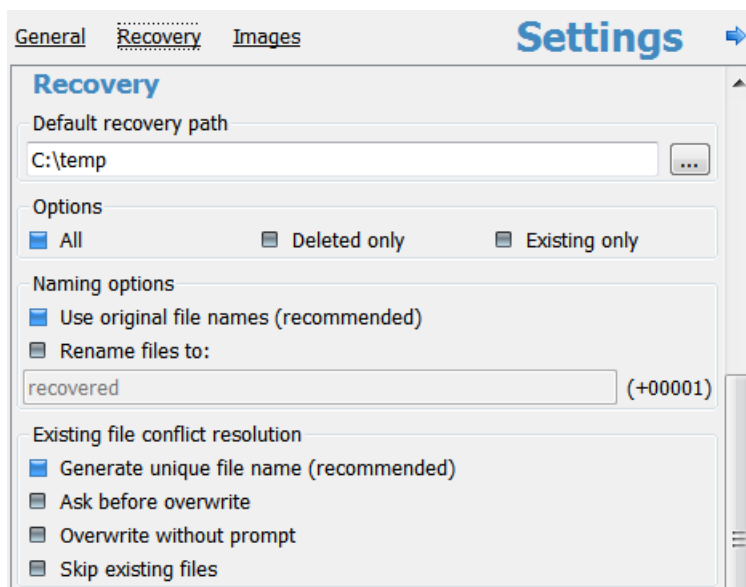 General Recovery Images Settings
Recovery
Default recovery path
C:\temp ...
Options
All Deleted only Existing only
Naming options
Use original file names (recommended)
Rename files to:
recovered (+00001)
Existing file conflict resolution
Generate unique file name (recommended)
Ask before overwrite
Overwrite without prompt
Skip existing files